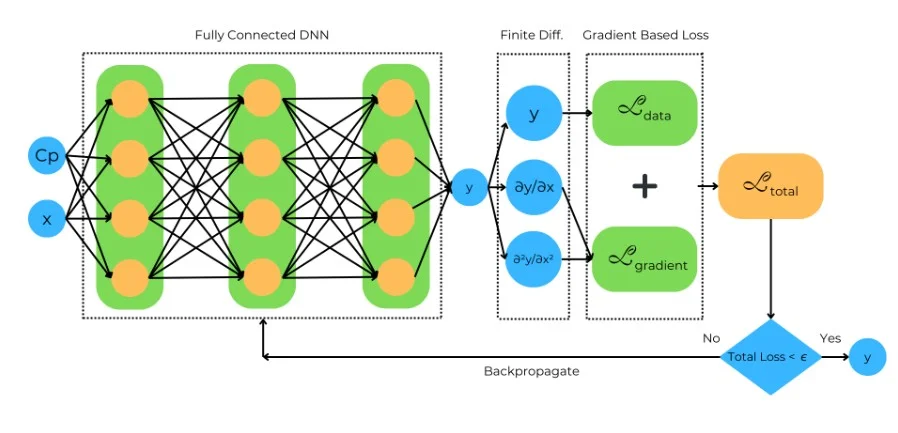 Fully Connected DNN
Finite Diff.
Gradient Based Loss
Cp
x
y
y
∂y/∂x
∂²y/∂x²
ℒdata
+
ℒgradient
ℒtotal
No
Total Loss < ϵ
Yes
y
Backpropagate